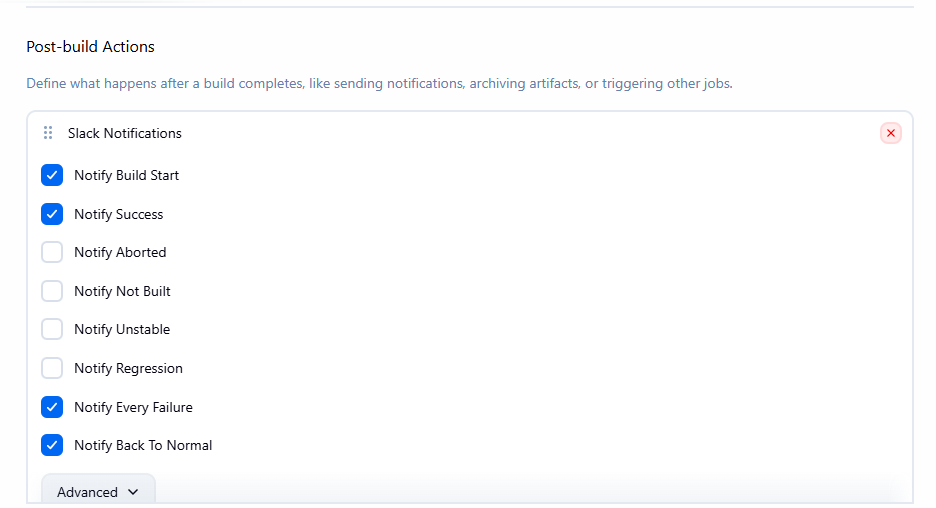 Post-build Actions
Define what happens after a build completes, like sending notifications, archiving artifacts, or triggering other jobs.
Slack Notifications
Notify Build Start
Notify Success
Notify Aborted
Notify Not Built
Notify Unstable
Notify Regression
Notify Every Failure
Notify Back To Normal
Advanced